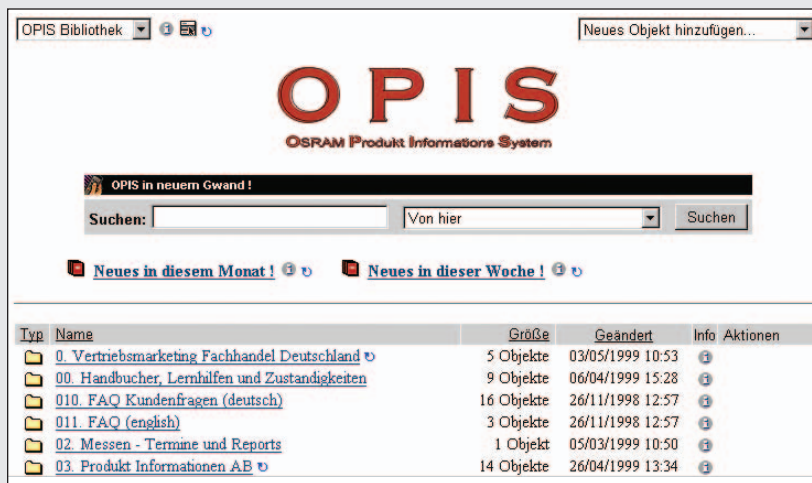 OPIS Bibliothek Neues Objekt hinzufügen...
OPIS
OSRAM Produkt Informations System
OPIS in neuem Gwand !
Suchen: Von hier Suchen
Neues in diesem Monat ! Neues in dieser Woche !
Typ Name Größe Geändert Info Aktionen
0. Vertriebsmarketing Fachhandel Deutschland 5 Objekte 03/05/1999 10:53
00. Handbucher, Lernhilfen und Zustandigkeiten 9 Objekte 06/04/1999 15:28
010. FAQ Kundenfragen (deutsch) 16 Objekte 26/11/1998 12:57
011. FAQ (english) 3 Objekte 26/11/1998 12:57
02. Messen - Termine und Reports 1 Objekt 05/03/1999 10:50
03. Produkt Informationen AB 14 Objekte 26/04/1999 13:34